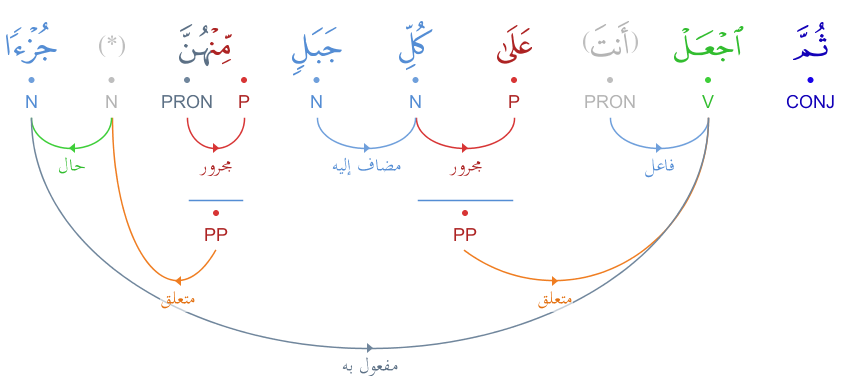 ثُمَّ ٱجْعَلْ (أَنتَ) عَلَىٰ كُلِّ جَبَلٍ مِّنْهُنَّ (*) جُزْءًا
CONJ V PRON P N N P PRON N N
فاعل مجرور مضاف إليه مجرور حال
PP PP
متعلق متعلق
مفعول به